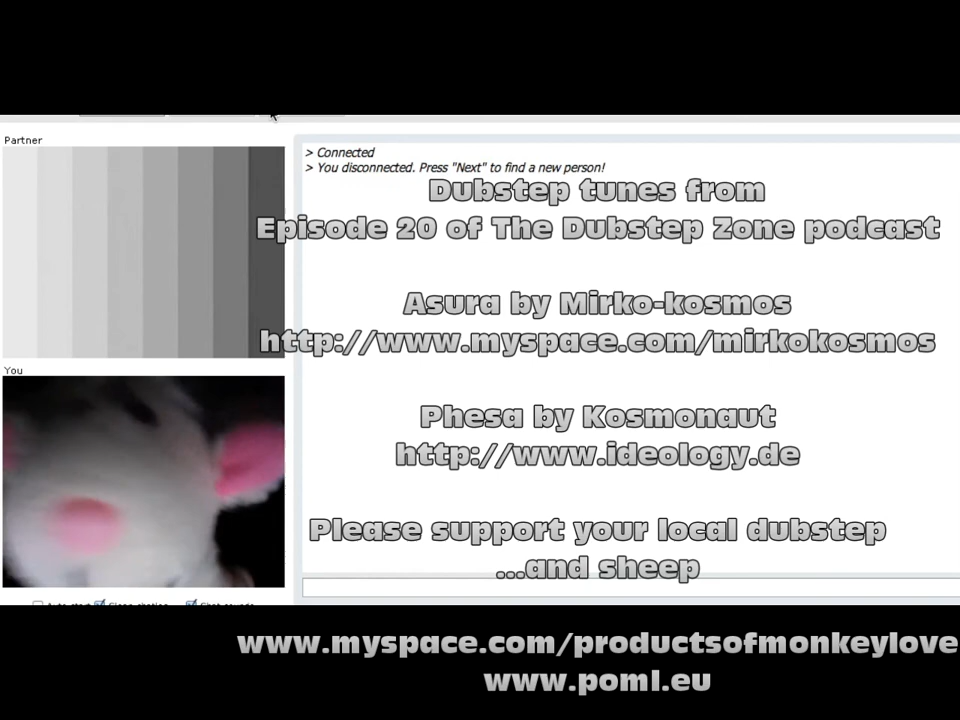 Partner
> Connected
> You disconnected. Press "Next" to find a new person!
Dubstep tunes from
Episode 20 of The Dubstep Zone podcast
Asura by Mirko-kosmos
http://www.myspace.com/mirkokosmos
You
Phesa by Kosmonaut
http://www.ideology.de
Please support your local dubstep
...and sheep
www.myspace.com/productsofmonkeylove
www.poml.eu